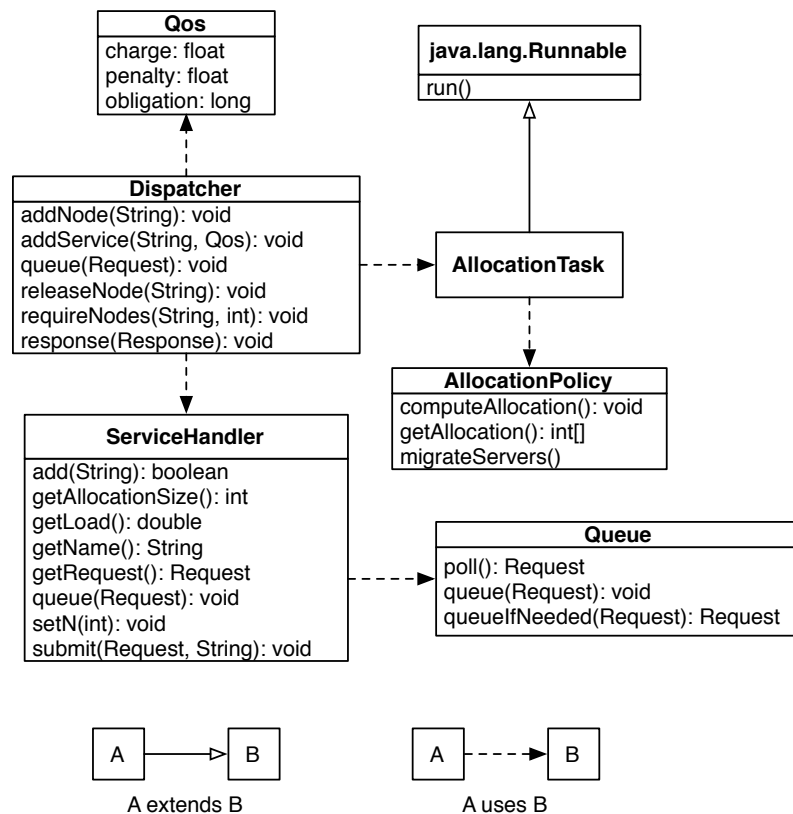 Qos
charge: float
penalty: float
obligation: long
java.lang.Runnable
run()
Dispatcher
addNode(String): void
addService(String, Qos): void
queue(Request): void
releaseNode(String): void
requireNodes(String, int): void
response(Response): void
AllocationTask
AllocationPolicy
computeAllocation(): void
getAllocation(): int[]
migrateServers()
ServiceHandler
add(String): boolean
getAllocationSize(): int
getLoad(): double
getName(): String
getRequest(): Request
queue(Request): void
setN(int): void
submit(Request, String): void
Queue
poll(): Request
queue(Request): void
queueIfNeeded(Request): Request
A B
A extends B
A B
A uses B